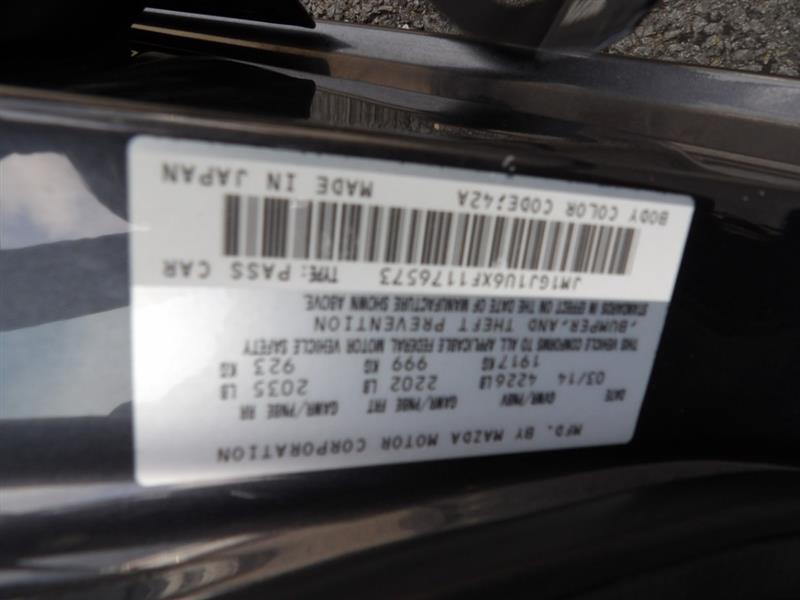 MFD. BY MAZDA MOTOR CORPORATION
DATE GVWR/PNBV GAWR/PNBE FRT GAWR/PNBE RR
03/14 4226LB 2202 LB 2035 LB
1917KG 999 KG 923 KG
THIS VEHICLE CONFORMS TO ALL APPLICABLE FEDERAL MOTOR VEHICLE SAFETY
,BUMPER,AND THEFT PREVENTION
STANDARDS IN EFFECT ON THE DATE OF MANUFACTURE SHOWN ABOVE.
JM1GJ1U6XF1176573 TYPE: PASS CAR
BODY COLOR CODE:42A MADE IN JAPAN